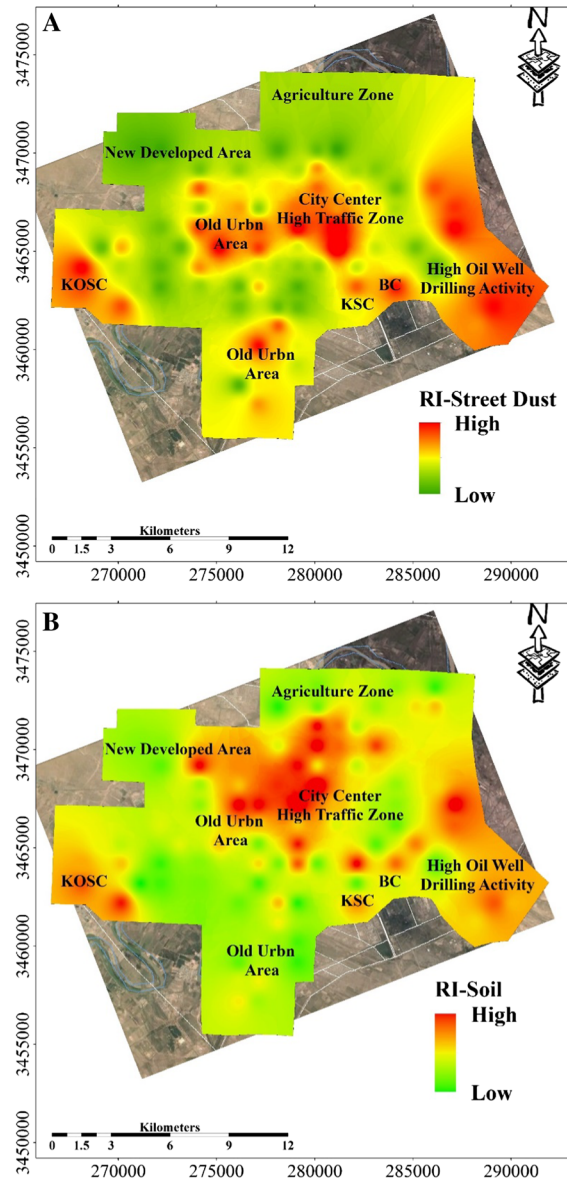 A
N
3475000
Agriculture Zone
3470000
New Developed Area
City Center
High Traffic Zone
Old Urbn
Area
3465000
KOSC
High Oil Well
Drilling Activity
BC
KSC
3460000
Old Urbn
Area
RI-Street Dust
High
Low
3455000
3450000
Kilometers
0 1.5 3 6 9 12
270000 275000 280000 285000 290000
B
N
3475000
Agriculture Zone
3470000
New Developed Area
City Center
High Traffic Zone
Old Urbn
Area
3465000
KOSC
High Oil Well
Drilling Activity
BC
KSC
3460000
Old Urbn
Area
RI-Soil
High
Low
3455000
3450000
Kilometers
0 1.5 3 6 9 12
270000 275000 280000 285000 290000